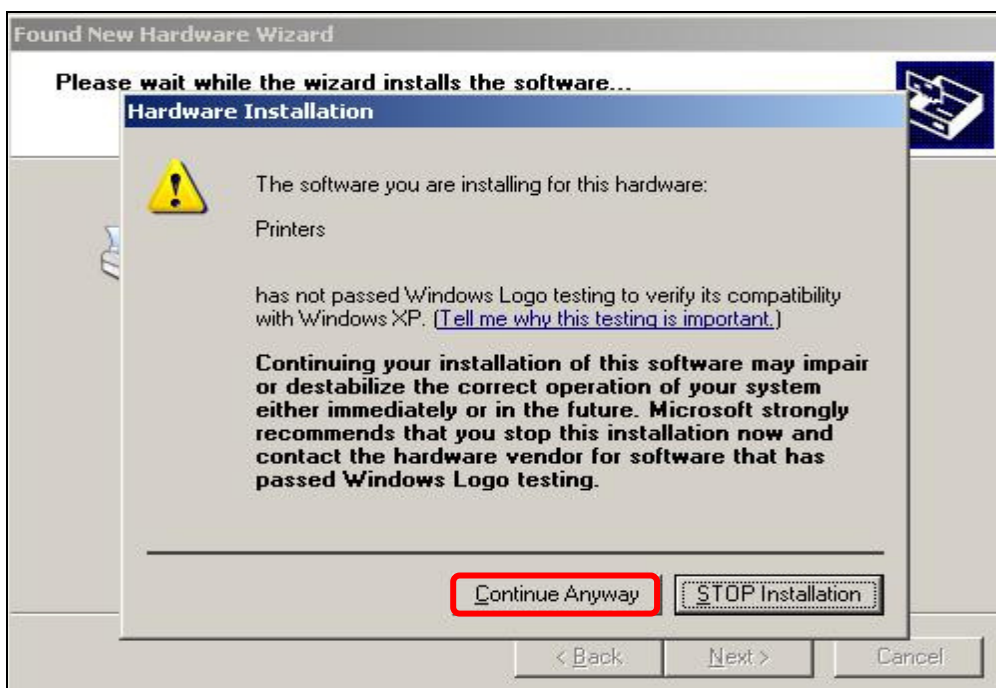 Found New Hardware Wizard
Please wait while the wizard installs the software...
Hardware Installation
The software you are installing for this hardware:
Printers
has not passed Windows Logo testing to verify its compatibility
with Windows XP. (Tell me why this testing is important.)
Continuing your installation of this software may impair
or destabilize the correct operation of your system
either immediately or in the future. Microsoft strongly
recommends that you stop this installation now and
contact the hardware vendor for software that has
passed Windows Logo testing.
Continue Anyway STOP Installation
< Back Next > Cancel